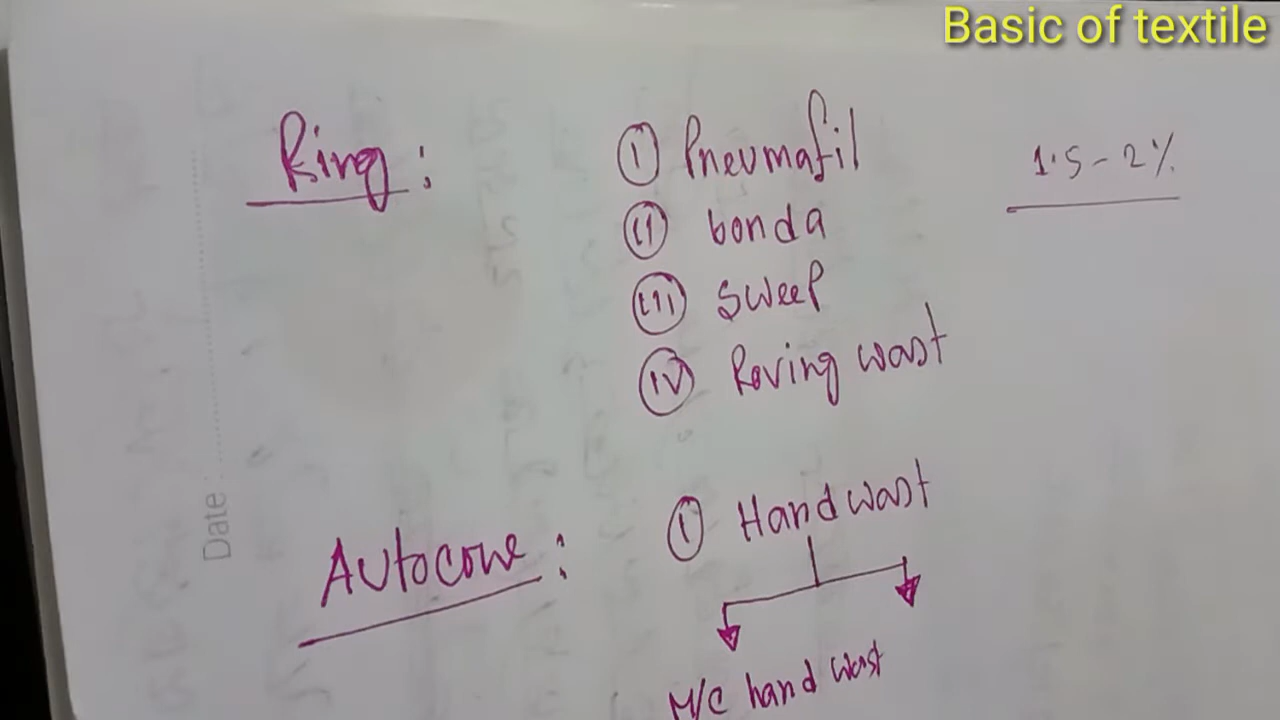 Basic of textile
Ring :
(i) Pneumafil
1.5 - 2%
(ii) bonda
(iii) sweep
(iv) Roving wast
Autocone :
(i) Hand wast
M/C hand wast
Date :